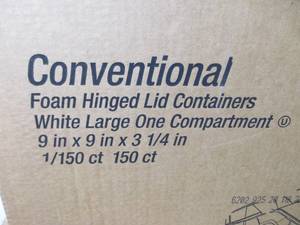 Conventional
Foam Hinged Lid Containers
White Large One Compartment Ⓤ
9 in x 9 in x 3 1/4 in
1/150 ct 150 ct